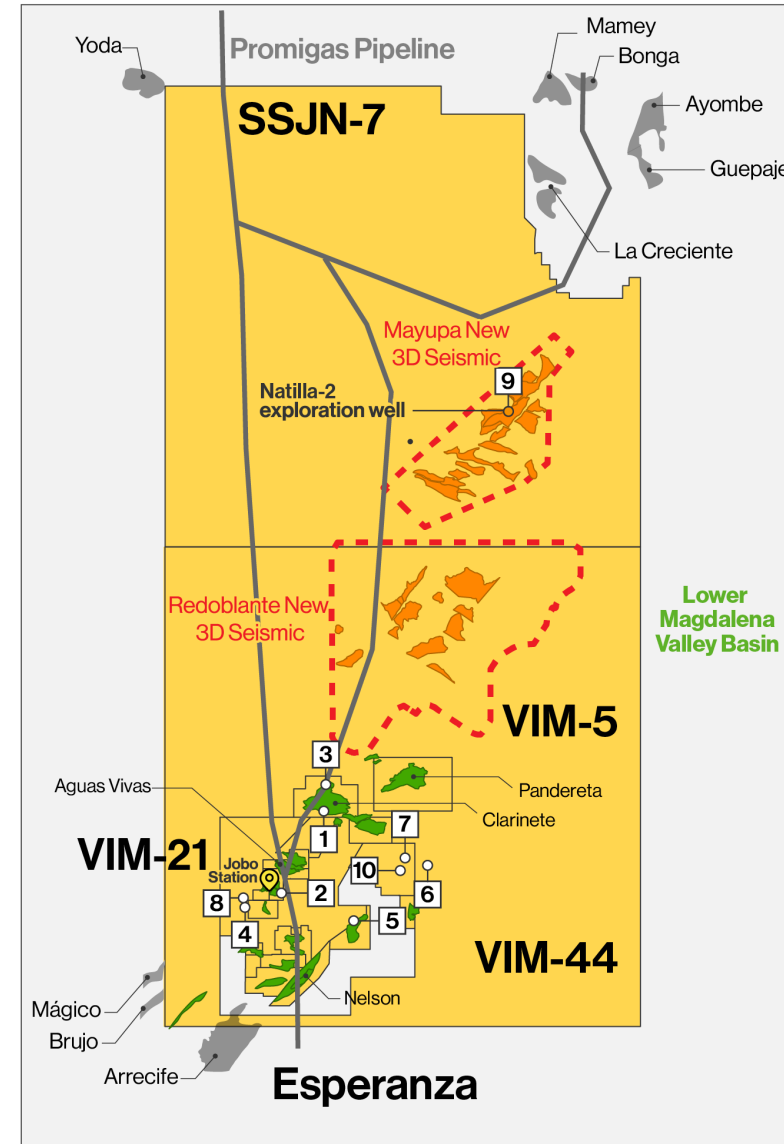 Yoda
Promigas Pipeline
Mamey
Bonga
Ayombe
Guepaje
La Creciente
SSJN-7
Mayupa New
3D Seismic
9
Natilla-2
exploration well
Redoblante New
3D Seismic
Lower
Magdalena
Valley Basin
VIM-5
3
Aguas Vivas
Pandereta
Clarinete
1
7
VIM-21
Jobo
Station
10
2
6
8
4
5
VIM-44
Nelson
Mágico
Brujo
Arrecife
Esperanza